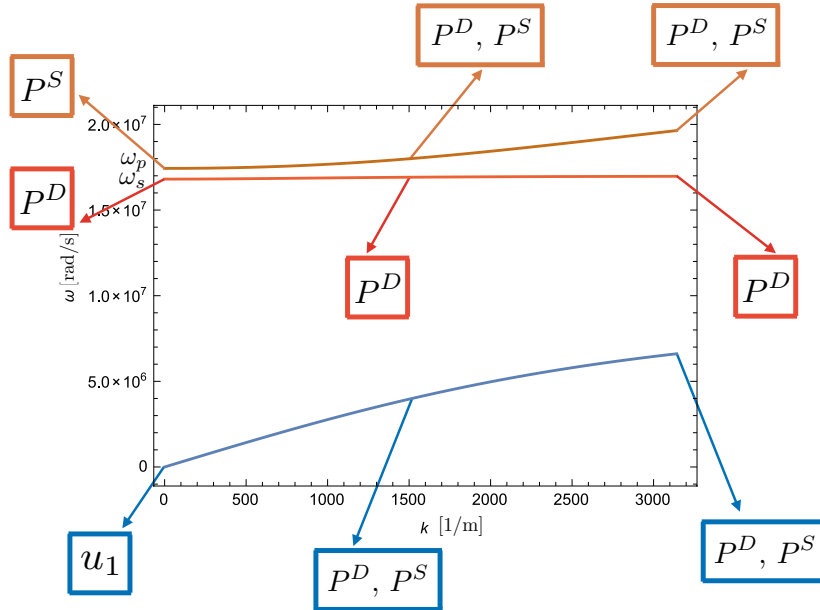 P^D, P^S
P^D, P^S
P^S
2.0×10^7
ω_p
ω_s
P^D
1.5×10^7
ω [rad/s]
P^D
P^D
1.0×10^7
5.0×10^6
0
0 500 1000 1500 2000 2500 3000
k [1/m]
u_1
P^D, P^S
P^D, P^S